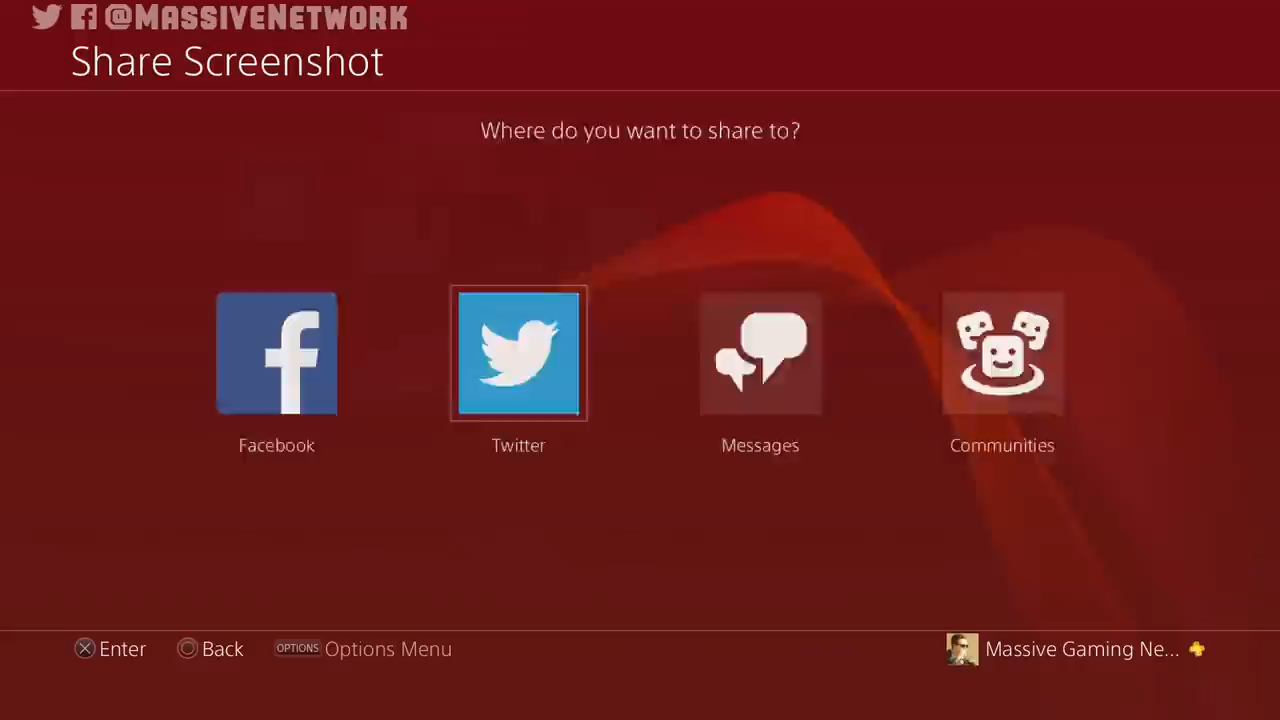 @MASSIVENETWORK
Share Screenshot
Where do you want to share to?
Facebook
Twitter
Messages
Communities
Enter
Back
OPTIONS Options Menu
Massive Gaming Ne...